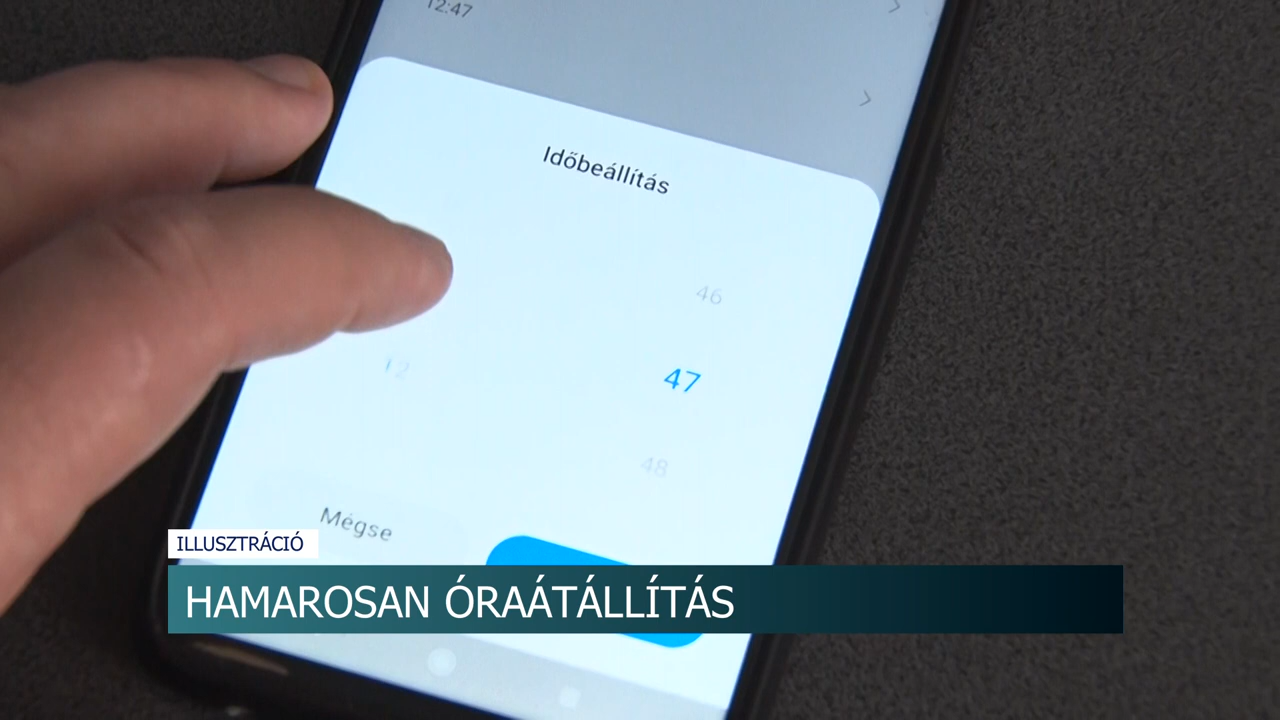 12:47
Időbeállítás
46
12
47
48
Mégse
ILLUSZTRÁCIÓ
HAMAROSAN ÓRAÁTÁLLÍTÁS